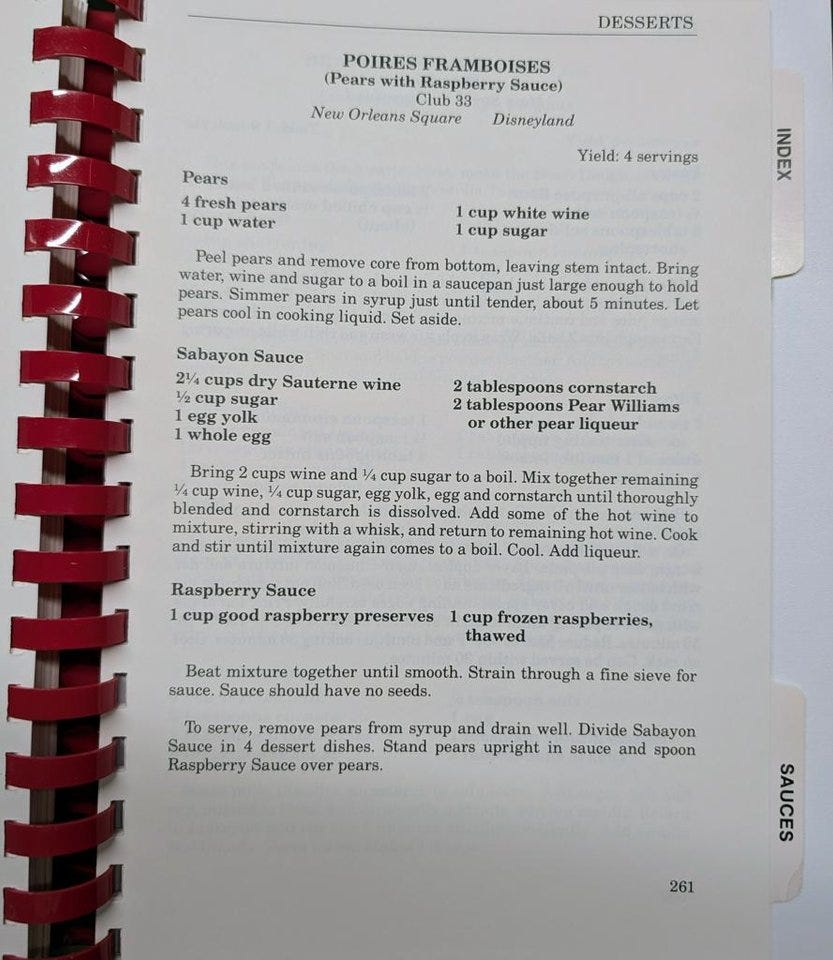 DESSERTS
POIRES FRAMBOISES
(Pears with Raspberry Sauce)
Club 33
New Orleans Square Disneyland
Yield: 4 servings
Pears
4 fresh pears
1 cup water
1 cup white wine
1 cup sugar
Peel pears and remove core from bottom, leaving stem intact. Bring
water, wine and sugar to a boil in a saucepan just large enough to hold
pears. Simmer pears in syrup just until tender, about 5 minutes. Let
pears cool in cooking liquid. Set aside.
Sabayon Sauce
2¼ cups dry Sauterne wine
½ cup sugar
1 egg yolk
1 whole egg
2 tablespoons cornstarch
2 tablespoons Pear Williams
or other pear liqueur
Bring 2 cups wine and ¼ cup sugar to a boil. Mix together remaining
¼ cup wine, ¼ cup sugar, egg yolk, egg and cornstarch until thoroughly
blended and cornstarch is dissolved. Add some of the hot wine to
mixture, stirring with a whisk, and return to remaining hot wine. Cook
and stir until mixture again comes to a boil. Cool. Add liqueur.
Raspberry Sauce
1 cup good raspberry preserves
1 cup frozen raspberries,
thawed
Beat mixture together until smooth. Strain through a fine sieve for
sauce. Sauce should have no seeds.
To serve, remove pears from syrup and drain well. Divide Sabayon
Sauce in 4 dessert dishes. Stand pears upright in sauce and spoon
Raspberry Sauce over pears.
261
INDEX
SAUCES